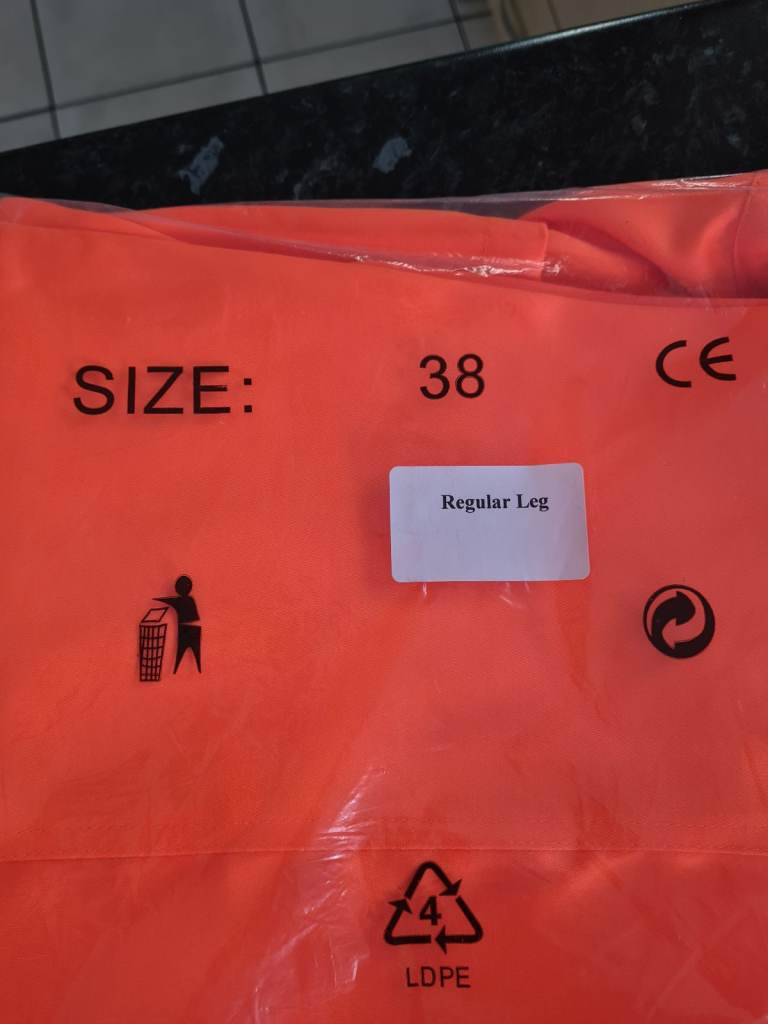 SIZE: 38 CE
Regular Leg
4
LDPE